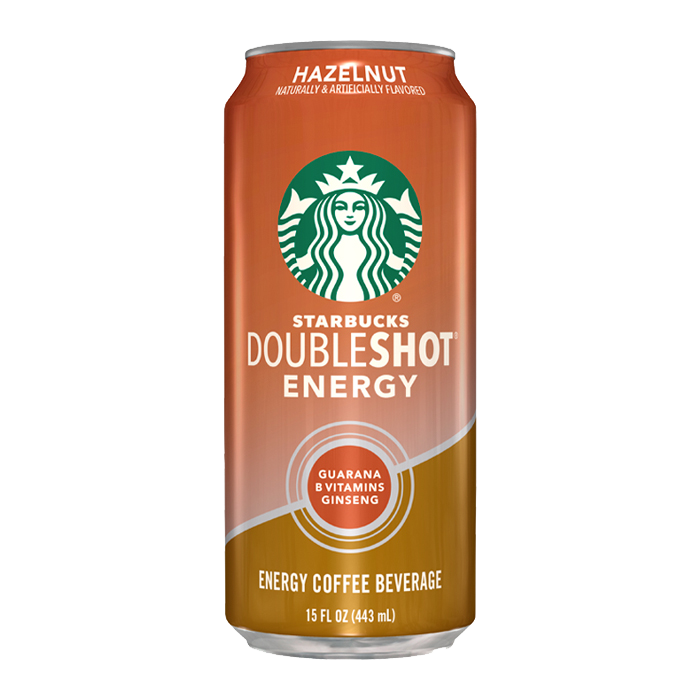 HAZELNUT
NATURALLY & ARTIFICIALLY FLAVORED
®
STARBUCKS
DOUBLESHOT®
ENERGY
GUARANA
B VITAMINS
GINSENG
ENERGY COFFEE BEVERAGE
15 FL OZ (443 mL)